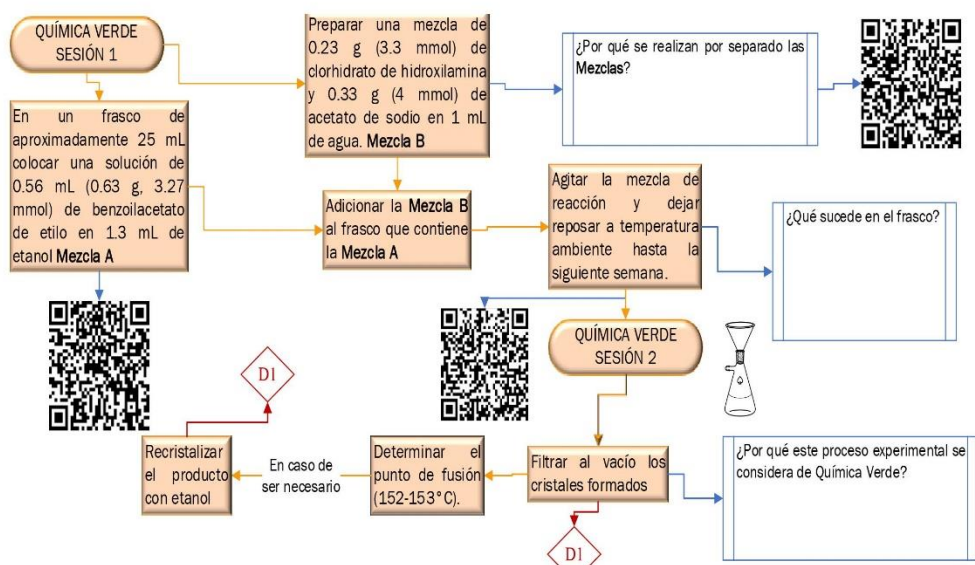 QUÍMICA VERDE
SESIÓN 1
En un frasco de
aproximadamente 25 mL
colocar una solución de
0.56 mL (0.63 g, 3.27
mmol) de benzoilacetato
de etilo en 1.3 mL de
etanol Mezcla A
Preparar una mezcla de
0.23 g (3.3 mmol) de
clorhidrato de hidroxilamina
y 0.33 g (4 mmol) de
acetato de sodio en 1 mL
de agua. Mezcla B
¿Por qué se realizan por separado las
Mezclas?
Adicionar la Mezcla B
al frasco que contiene
la Mezcla A
Agitar la mezcla de
reacción y dejar
reposar a temperatura
ambiente hasta la
siguiente semana.
¿Qué sucede en el frasco?
QUÍMICA VERDE
SESIÓN 2
Filtrar al vacío los
cristales formados
D1
¿Por qué este proceso experimental se
considera de Química Verde?
Determinar el
punto de fusión
(152-153°C).
En caso de
ser necesario
Recristalizar
el producto
con etanol
D1